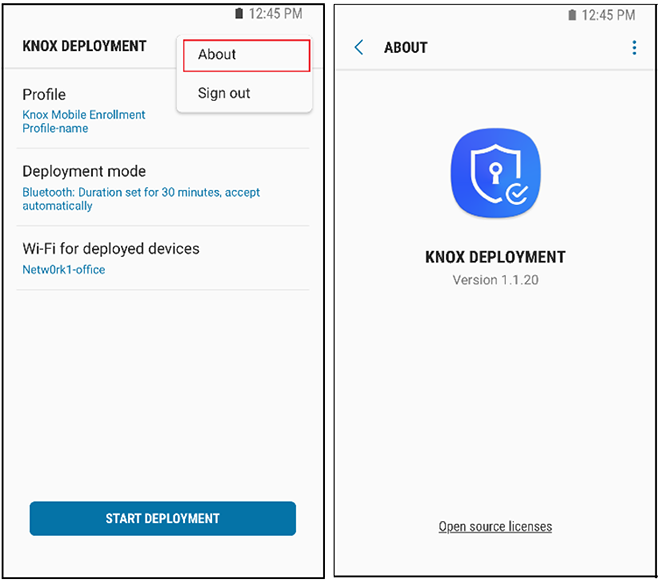 12:45 PM
KNOX DEPLOYMENT
About
Sign out
Profile
Knox Mobile Enrollment
Profile-name
Deployment mode
Bluetooth: Duration set for 30 minutes, accept
automatically
Wi-Fi for deployed devices
Netw0rk1-office
START DEPLOYMENT
12:45 PM
ABOUT
KNOX DEPLOYMENT
Version 1.1.20
Open source licenses